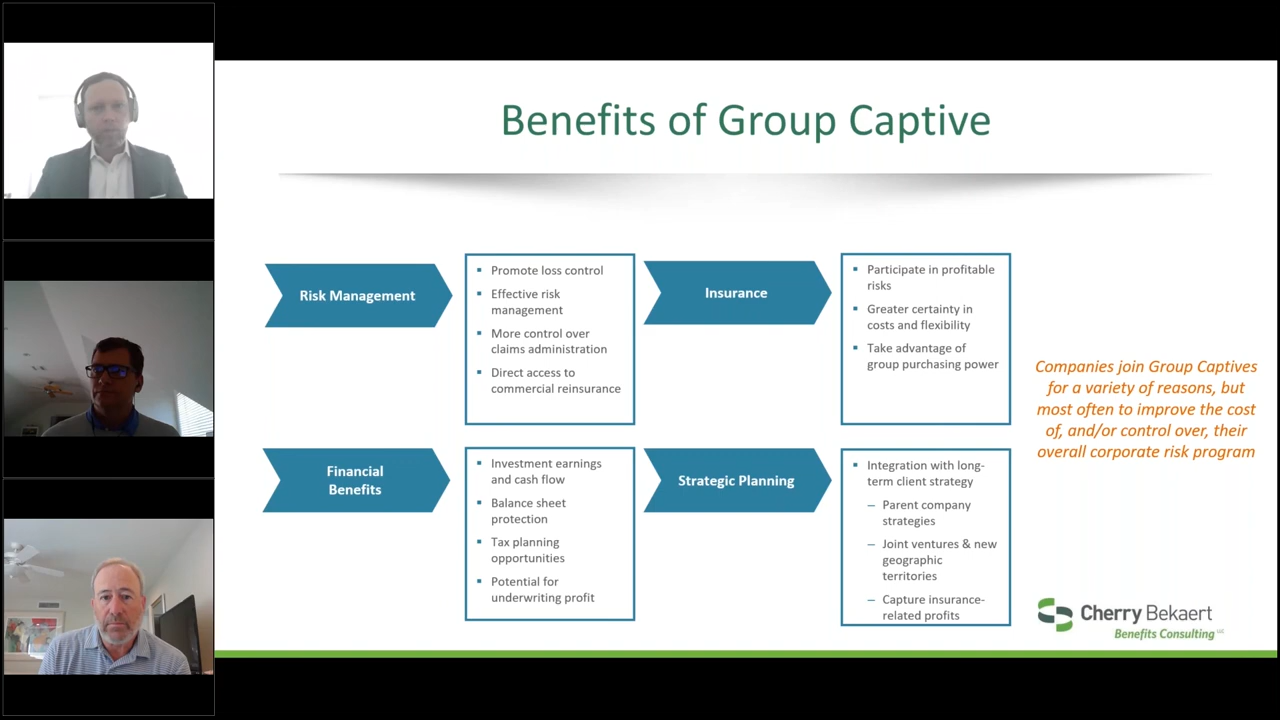 Benefits of Group Captive
Risk Management
Promote loss control
Effective risk
management
More control over
claims administration
Direct access to
commercial reinsurance
Insurance
Participate in profitable
risks
Greater certainty in
costs and flexibility
Take advantage of
group purchasing power
Financial
Benefits
Investment earnings
and cash flow
Balance sheet
protection
Tax planning
opportunities
Potential for
underwriting profit
Strategic Planning
Integration with long-
term client strategy
– Parent company
strategies
– Joint ventures & new
geographic
territories
– Capture insurance-
related profits
Companies join Group Captives
for a variety of reasons, but
most often to improve the cost
of, and/or control over, their
overall corporate risk program
Cherry Bekaert
Benefits Consulting LLC